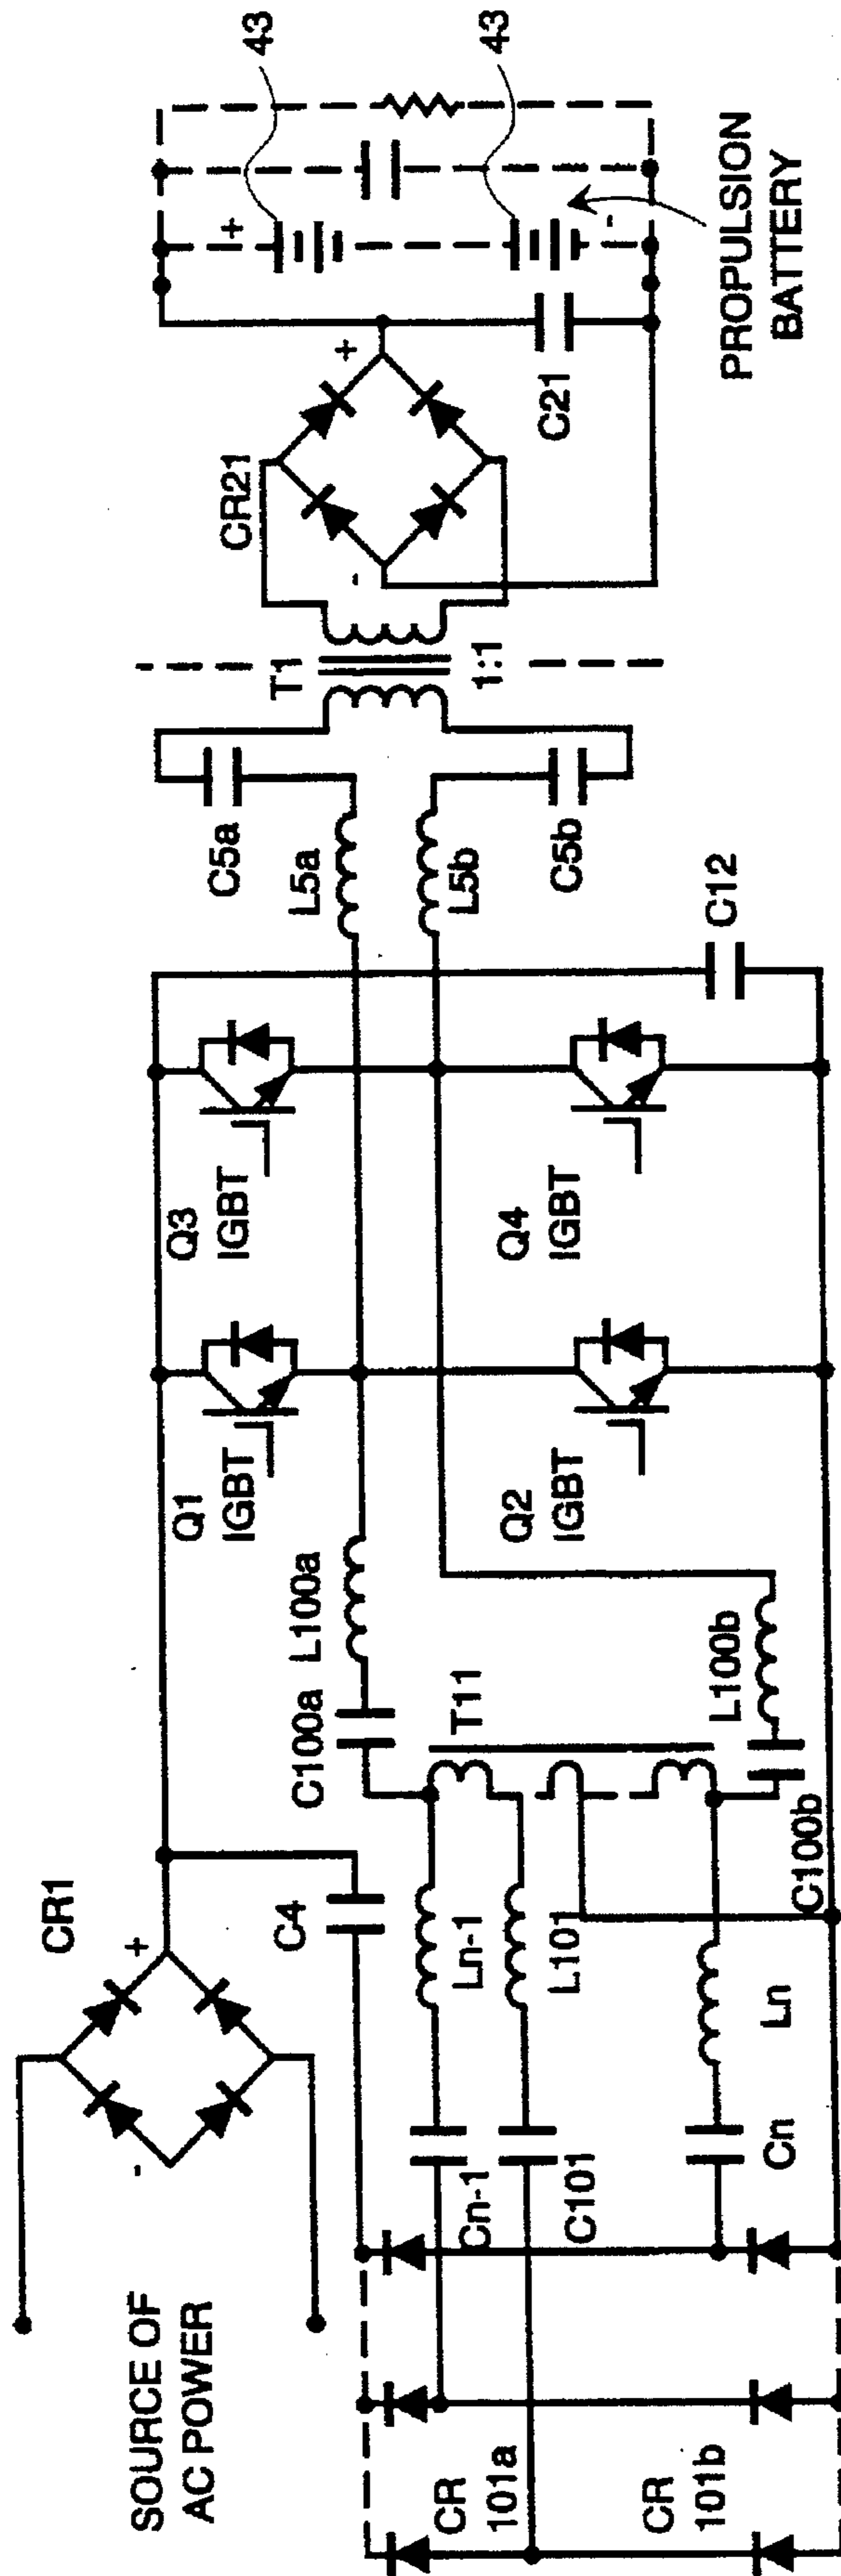 SOURCE OF
AC POWER
CR1
+
-
C4
Cn-1
Ln-1
C101
L101
Cn
Ln
CR
101a
CR
101b
C100a
L100a
T11
L100b
C100b
Q1
IGBT
Q3
IGBT
Q2
IGBT
Q4
IGBT
C12
L5a
C5a
L5b
C5b
T1
1:1
CR21
+
-
C21
+
-
43
43
PROPULSION
BATTERY